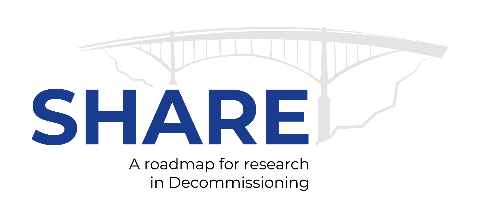 SHARE
A roadmap for research
in Decommissioning